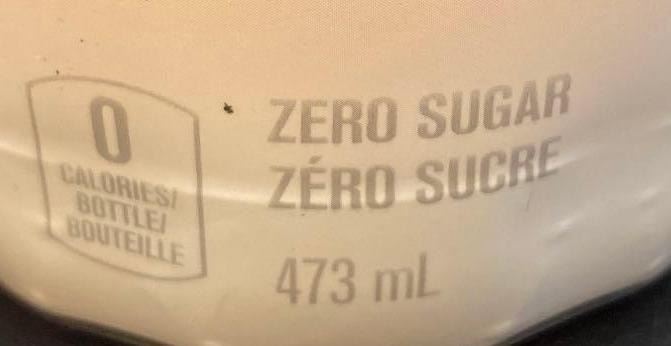 0
CALORIES/
BOTTLE/
BOUTEILLE
ZERO SUGAR
ZÉRO SUCRE
473 mL